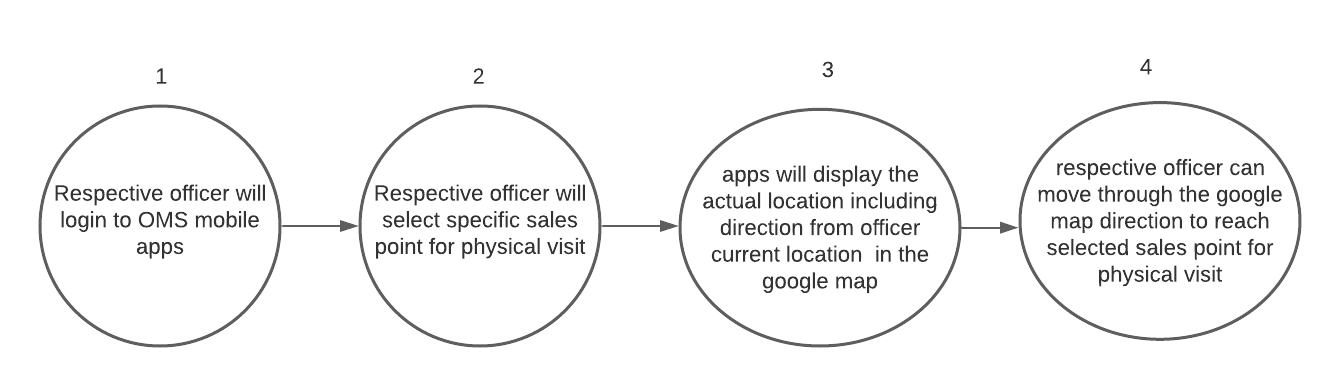 1
Respective officer will
login to OMS mobile
apps
2
Respective officer will
select specific sales
point for physical visit
3
apps will display the
actual location including
direction from officer
current location  in the
google map
4
respective officer can
move through the google
map direction to reach
selected sales point for
physical visit